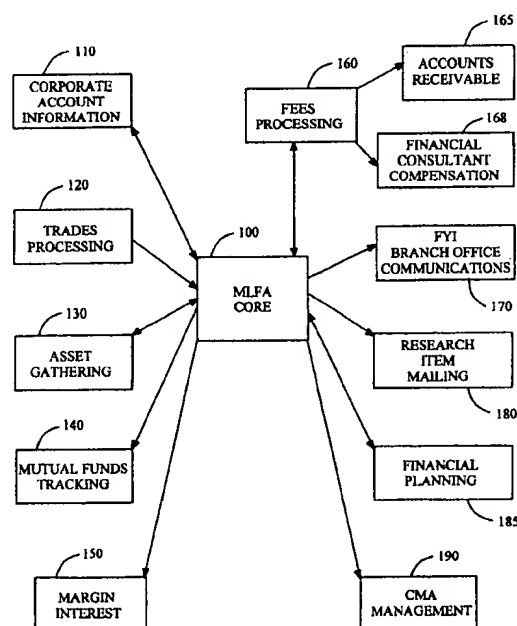 110
CORPORATE
ACCOUNT
INFORMATION
120
TRADES
PROCESSING
130
ASSET
GATHERING
140
MUTUAL FUNDS
TRACKING
150
MARGIN
INTEREST
100
MLFA
CORE
160
FEES
PROCESSING
165
ACCOUNTS
RECEIVABLE
168
FINANCIAL
CONSULTANT
COMPENSATION
FYI
BRANCH OFFICE
COMMUNICATIONS
170
RESEARCH
ITEM
MAILING
180
FINANCIAL
PLANNING
185
190
CMA
MANAGEMENT